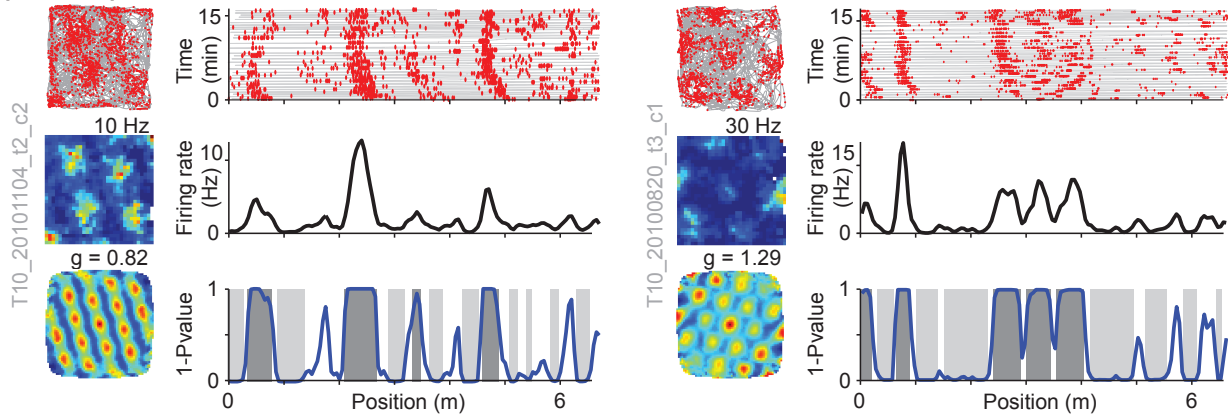 T10_20101104_t2_c2
10 Hz
g = 0.82
Time
(min)
15
0
Firing rate
(Hz)
10
0
1-Pvalue
1
0
0
Position (m)
6
T10_20100820_t3_c1
30 Hz
g = 1.29
Time
(min)
15
0
Firing rate
(Hz)
15
0
1-Pvalue
1
0
0
Position (m)
6